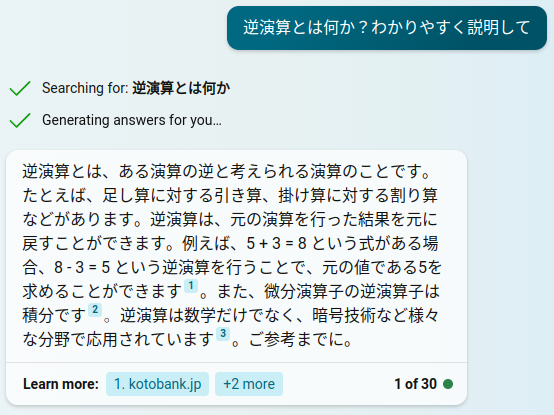 逆演算とは何か？わかりやすく説明して
Searching for: 逆演算とは何か
Generating answers for you…
逆演算とは、ある演算の逆と考えられる演算のことです。
たとえば、足し算に対する引き算、掛け算に対する割り算
などがあります。逆演算は、元の演算を行った結果を元に
戻すことができます。例えば、5 + 3 = 8 という式がある場
合、8 - 3 = 5 という逆演算を行うことで、元の値である5を
求めることができます 1 。また、微分演算子の逆演算子は
積分です 2 。逆演算は数学だけでなく、暗号技術など様々
な分野で応用されています 3 。ご参考までに。
Learn more: 1. kotobank.jp +2 more 1 of 30